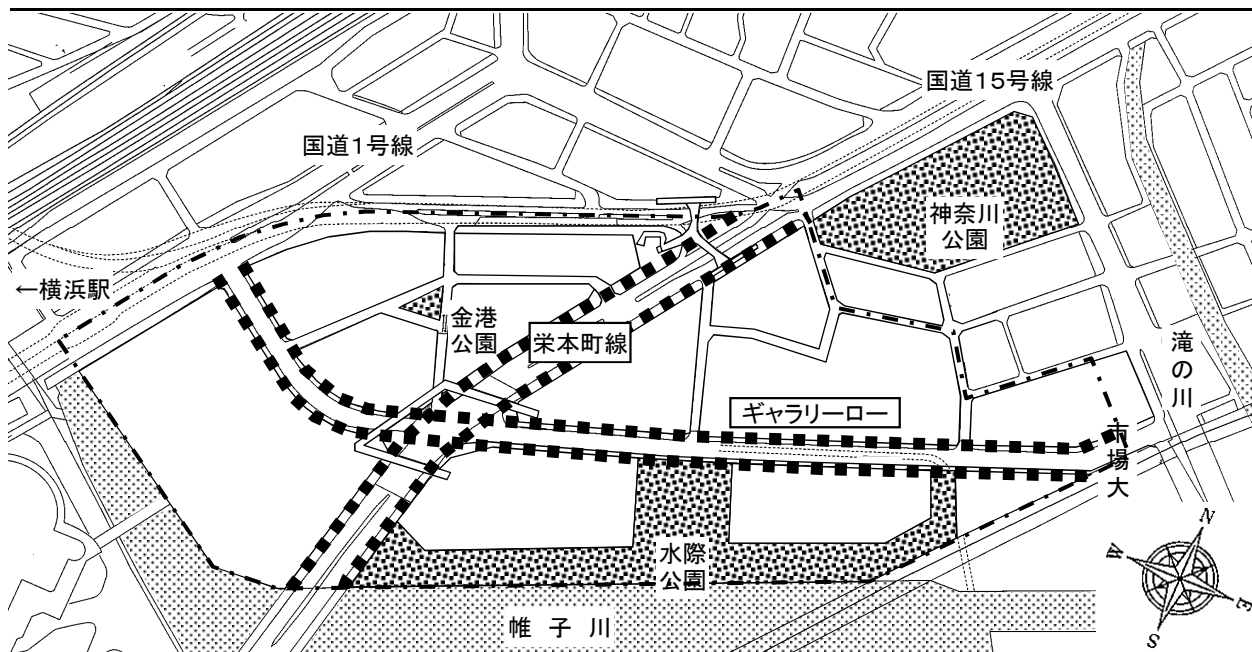 国道15号線
国道1号線
神奈川
公園
←横浜駅
金港
公園
栄本町線
滝の川
ギャラリーロー
市場大
水際
公園
帷子川
N
W
E
S